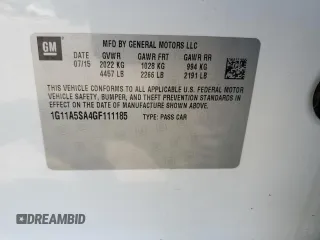 GM
MFD BY GENERAL MOTORS LLC
DATE GVWR GAWR FRT GAWR RR
07/15 2022 KG 1028 KG 994 KG
4457 LB 2266 LB 2191 LB
THIS VEHICLE CONFORMS TO ALL APPLICABLE U.S. FEDERAL MOTOR
VEHICLE SAFETY, BUMPER, AND THEFT PREVENTION STANDARDS IN
EFFECT ON THE DATE OF MANUFACTURE SHOWN ABOVE.
1G11A5SA4GF111185 TYPE: PASS CAR
DREAMBID